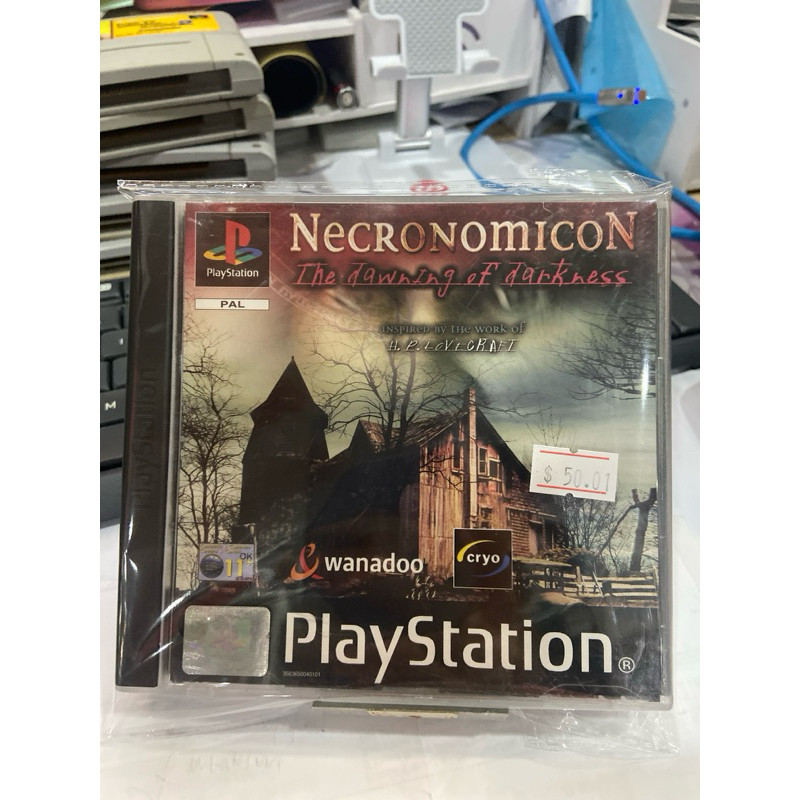 NECRONOMICON
PlayStation
The dawning of darkness
PAL
INSPIRED BY THE WORK OF
H.P. LOVECRAFT
PlayStation
M
$ 50.01
OK
11+
wanadoo
cryo
PlayStation®